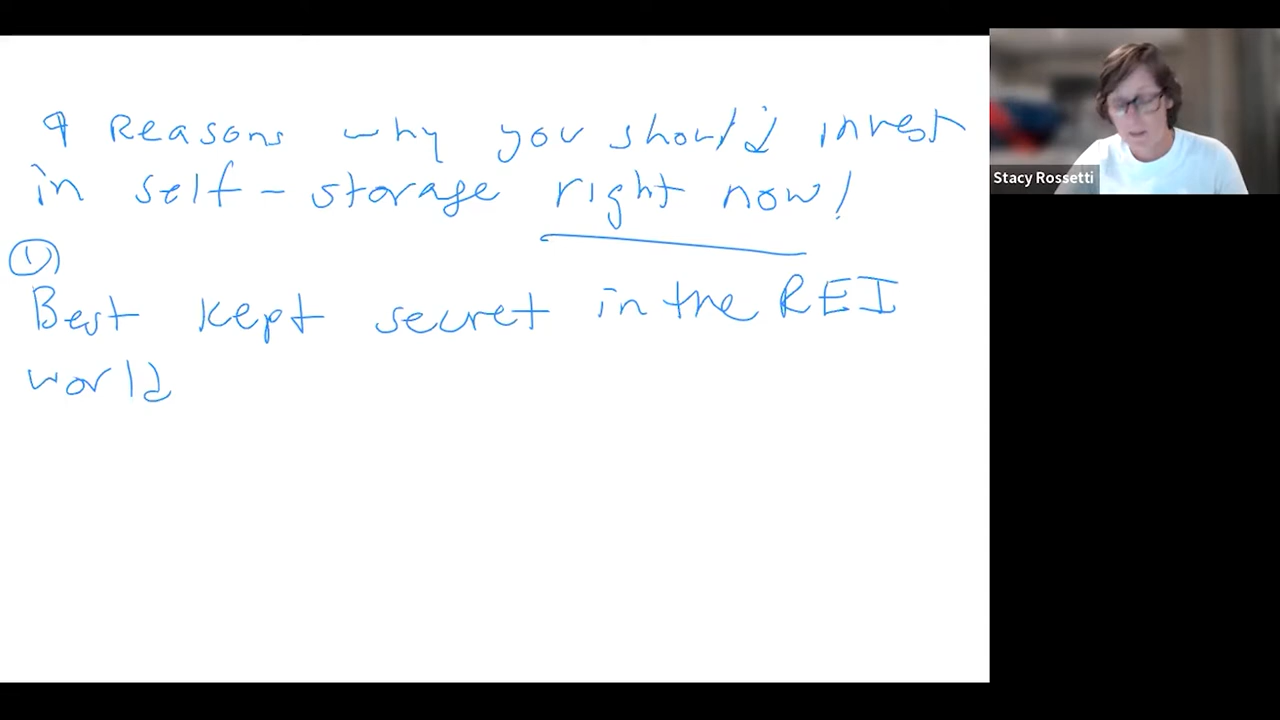 9 Reasons why you should invest
in self-storage right now!
①
Best kept secret in the REI
world
Stacy Rossetti